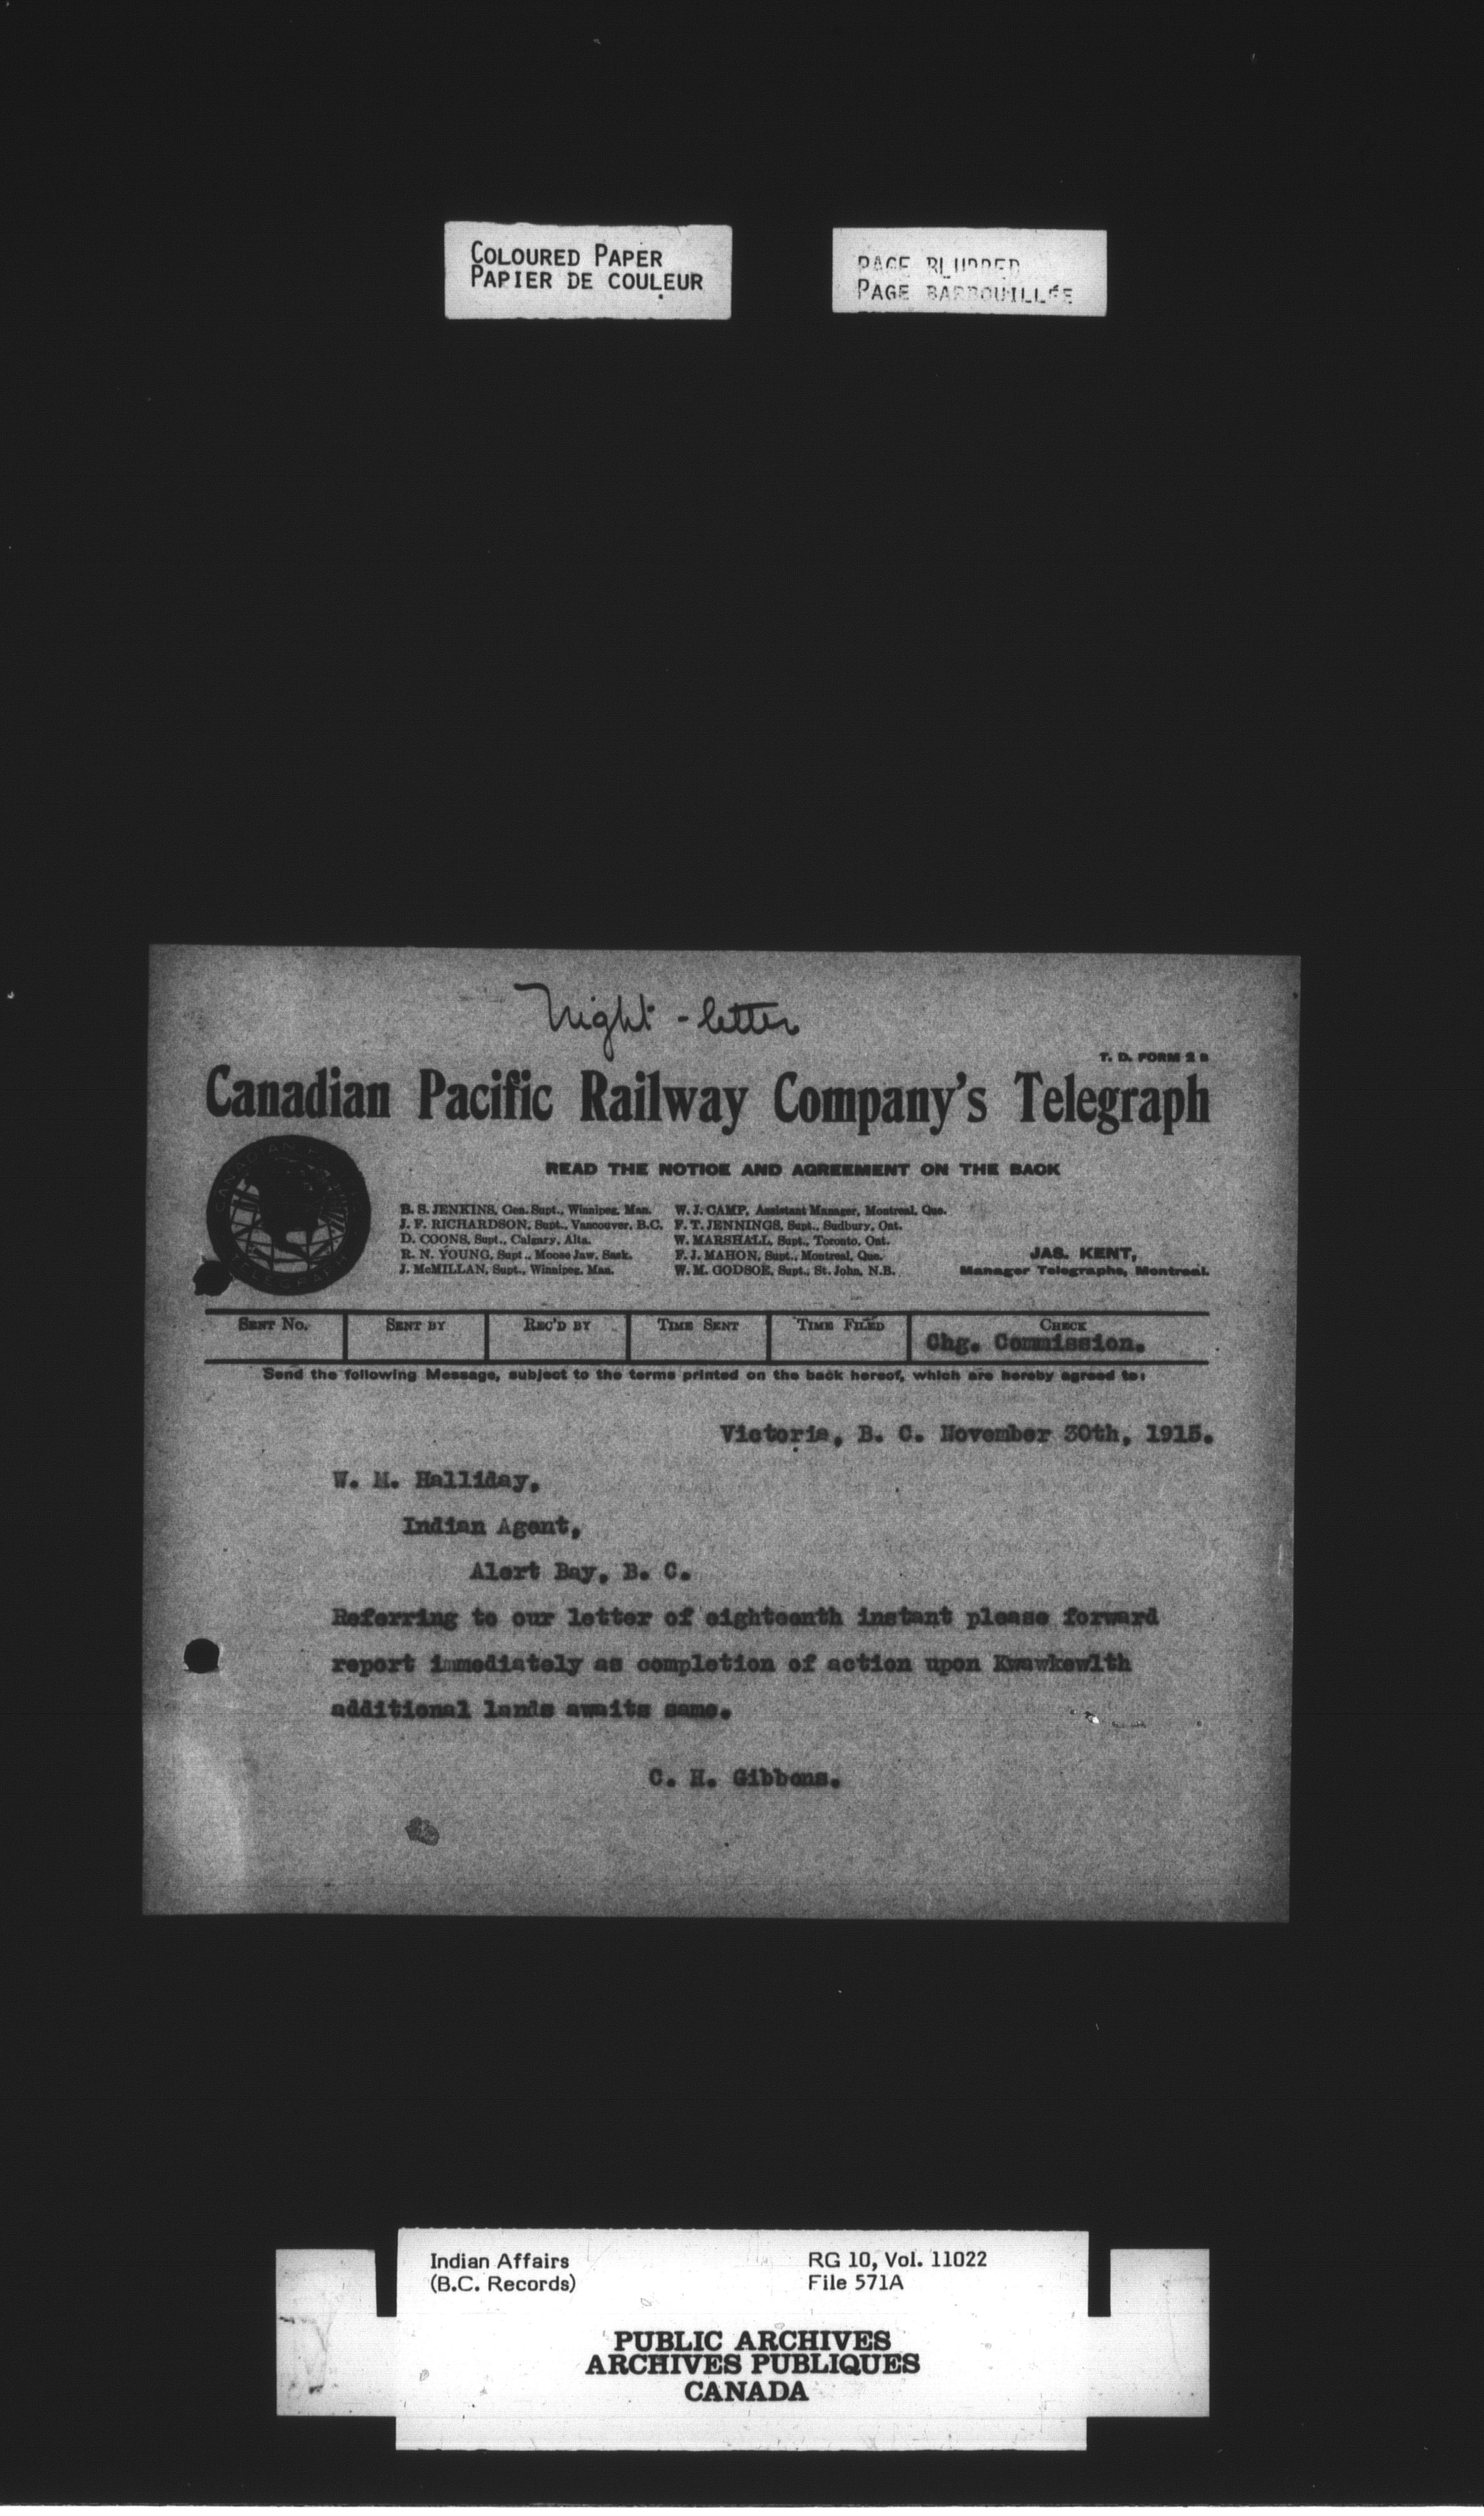 COLOURED PAPER
PAPIER DE COULEUR
PAGE BLURRED
PAGE BARBOUILLÉE
Night-letter
T. D. FORM 2 B
Canadian Pacific Railway Company's Telegraph
READ THE NOTICE AND AGREEMENT ON THE BACK
B. S. JENKINS, Gen. Supt., Winnipeg, Man.
J. F. RICHARDSON, Supt., Vancouver, B.C.
D. COONS, Supt., Calgary, Alta.
R. N. YOUNG, Supt., Moose Jaw, Sask.
J. McMILLAN, Supt., Winnipeg, Man.
W. J. CAMP, Assistant Manager, Montreal, Que.
F. T. JENNINGS, Supt., Sudbury, Ont.
W. MARSHALL, Supt., Toronto, Ont.
F. J. MAHON, Supt., Montreal, Que.
W. M. GODSOE, Supt., St. John, N.B.
JAS. KENT,
Manager Telegraphs, Montreal.
SENT NO. SENT BY REC'D BY TIME SENT TIME FILED CHECK
Chg. Commission.
Send the following Message, subject to the terms printed on the back hereof, which are hereby agreed to:
Victoria, B. C. November 30th, 1915.
W. M. Halliday,
Indian Agent,
Alert Bay, B. C.
Referring to our letter of eighteenth instant please forward
report immediately as completion of action upon Kwawkewlth
additional lands awaits same.
C. H. Gibbons.
Indian Affairs
(B.C. Records)
RG 10, Vol. 11022
File 571A
PUBLIC ARCHIVES
ARCHIVES PUBLIQUES
CANADA